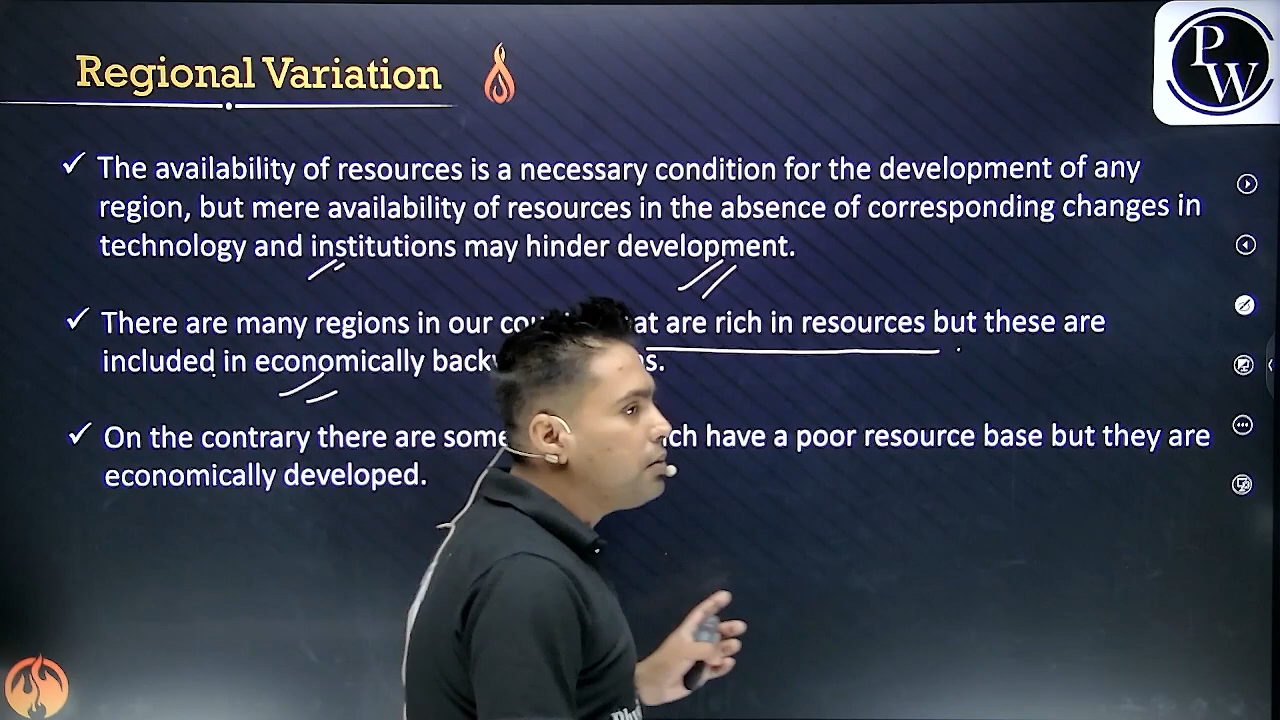 Regional Variation
PW
✓ The availability of resources is a necessary condition for the development of any
region, but mere availability of resources in the absence of corresponding changes in
technology and institutions may hinder development.
✓ There are many regions in our at are rich in resources but these are
included in economically s.
✓ On the contrary there are some ch have a poor resource base but they are
economically developed.